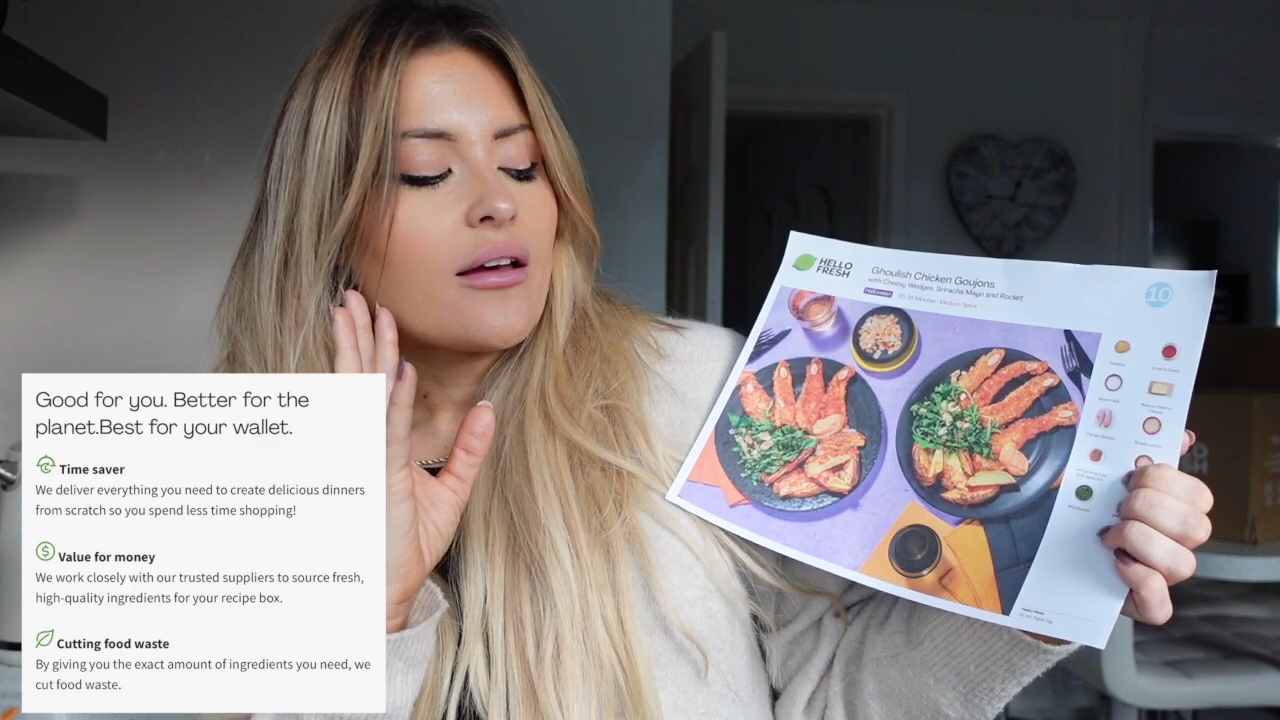 Good for you. Better for the
planet.Best for your wallet.
Time saver
We deliver everything you need to create delicious dinners
from scratch so you spend less time shopping!
Value for money
We work closely with our trusted suppliers to source fresh,
high-quality ingredients for your recipe box.
Cutting food waste
By giving you the exact amount of ingredients you need, we
cut food waste.
HELLO
FRESH
Ghoulish Chicken Goujons
with Cheesy Wedges, Sriracha Mayo and Rocket
Halloween
Minutes · Medium Spice
10